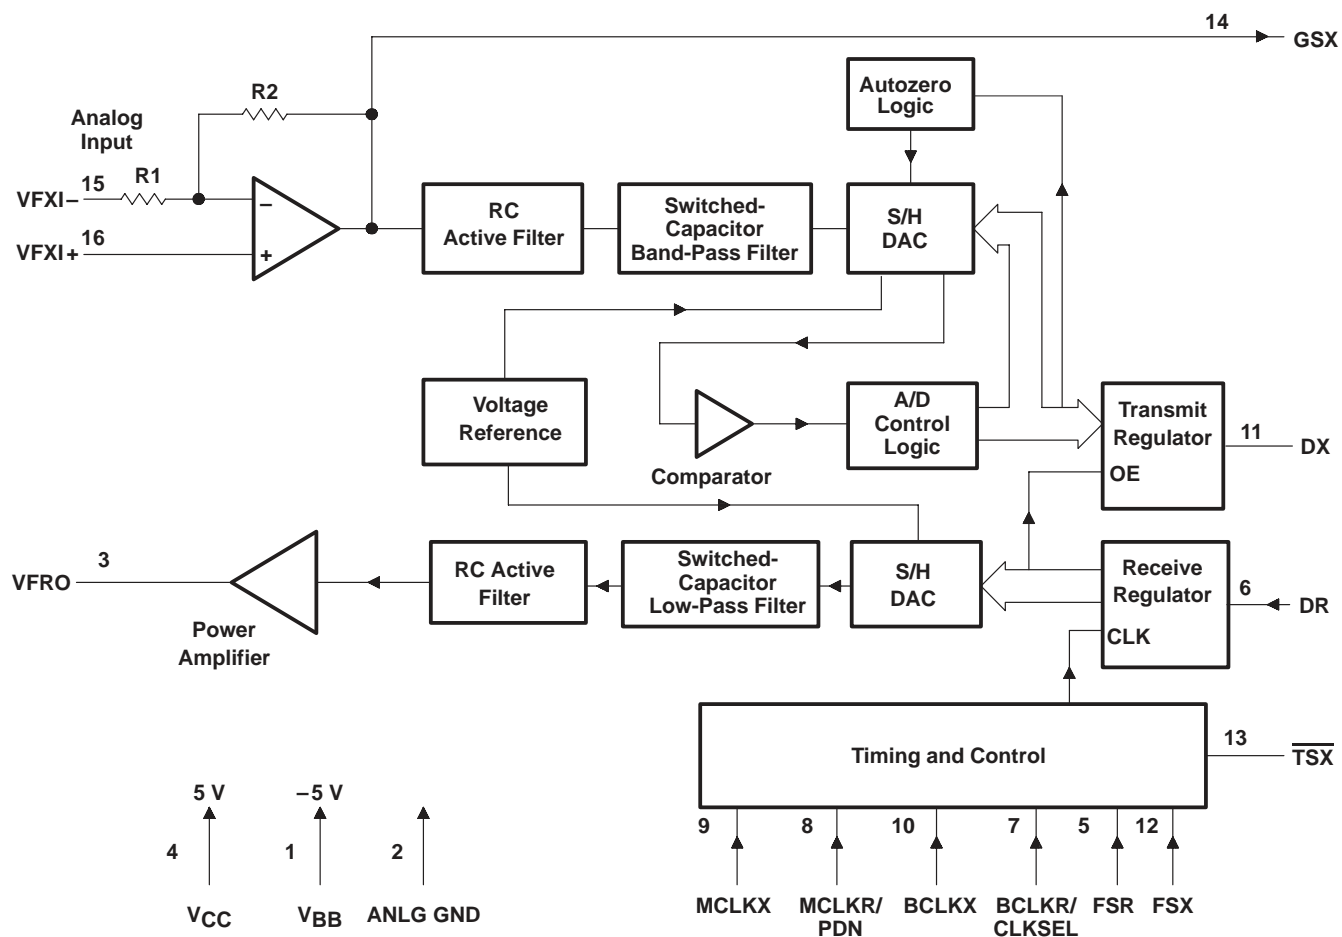 14
GSX
R2
Analog
Input
Autozero
Logic
VFXI–
15
R1
–
VFXI+
16
+
RC
Active Filter
Switched-
Capacitor
Band-Pass Filter
S/H
DAC
Voltage
Reference
Comparator
A/D
Control
Logic
Transmit
Regulator
OE
11
DX
VFRO
3
Power
Amplifier
RC Active
Filter
Switched-
Capacitor
Low-Pass Filter
S/H
DAC
Receive
Regulator
CLK
6
DR
Timing and Control
13
TSX
5 V
–5 V
4
1
2
VCC
VBB
ANLG GND
9
8
10
7
5
12
MCLKX
MCLKR/
PDN
BCLKX
BCLKR/
CLKSEL
FSR
FSX